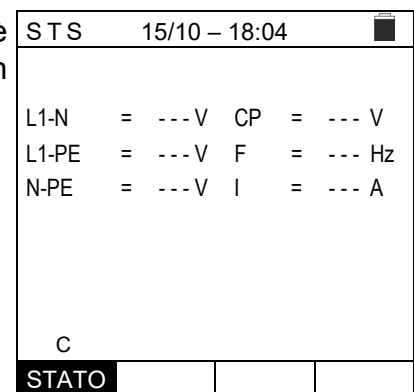 e
n
STS 15/10 – 18:04
L1-N = ---V CP = --- V
L1-PE = ---V F = --- Hz
N-PE = ---V I = --- A
C
STATO